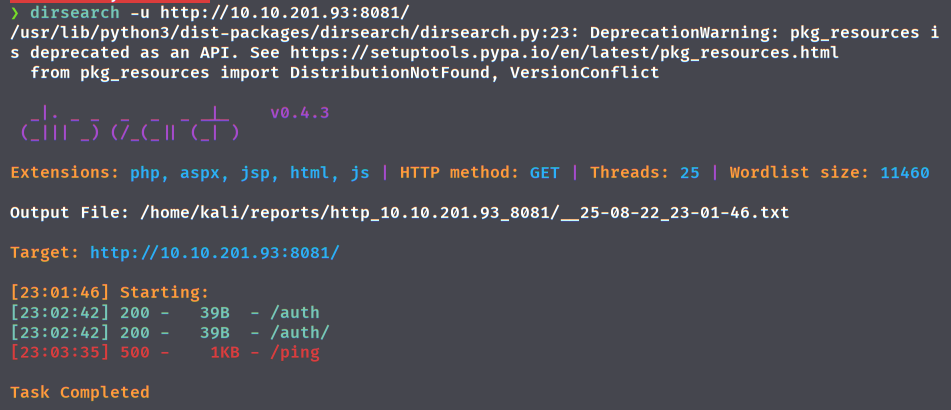 ❯ dirsearch -u http://10.10.201.93:8081/
/usr/lib/python3/dist-packages/dirsearch/dirsearch.py:23: DeprecationWarning: pkg_resources i
s deprecated as an API. See https://setuptools.pypa.io/en/latest/pkg_resources.html
  from pkg_resources import DistributionNotFound, VersionConflict
  _|. _ _  _  _  _ _|_    v0.4.3
 (_||| _) (/_(_|| (_| )
Extensions: php, aspx, jsp, html, js | HTTP method: GET | Threads: 25 | Wordlist size: 11460
Output File: /home/kali/reports/http_10.10.201.93_8081/__25-08-22_23-01-46.txt
Target: http://10.10.201.93:8081/
[23:01:46] Starting:
[23:02:42] 200 -   39B  - /auth
[23:02:42] 200 -   39B  - /auth/
[23:03:35] 500 -    1KB - /ping
Task Completed